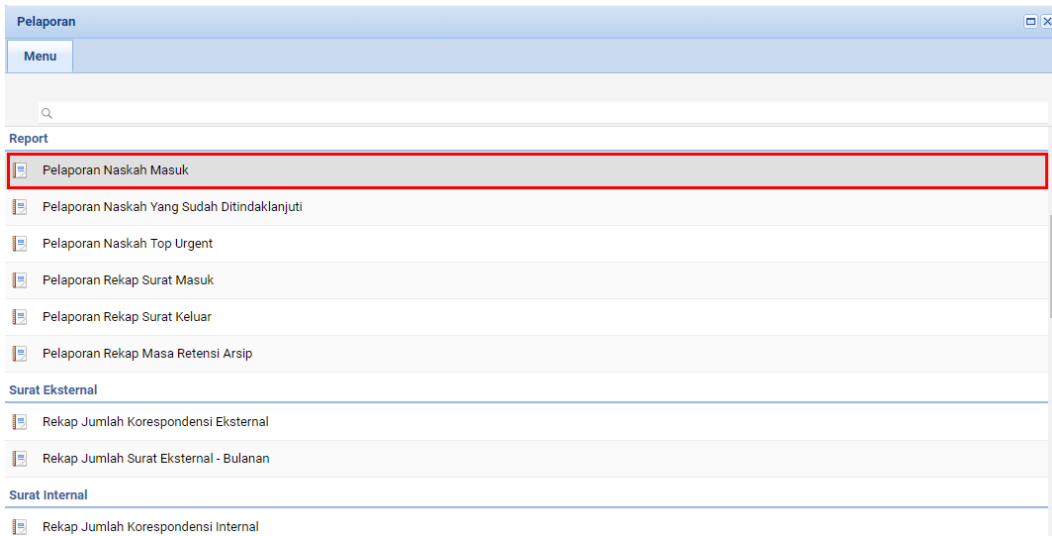 Pelaporan
Menu
Report
Pelaporan Naskah Masuk
Pelaporan Naskah Yang Sudah Ditindaklanjuti
Pelaporan Naskah Top Urgent
Pelaporan Rekap Surat Masuk
Pelaporan Rekap Surat Keluar
Pelaporan Rekap Masa Retensi Arsip
Surat Eksternal
Rekap Jumlah Korespondensi Eksternal
Rekap Jumlah Surat Eksternal - Bulanan
Surat Internal
Rekap Jumlah Korespondensi Internal